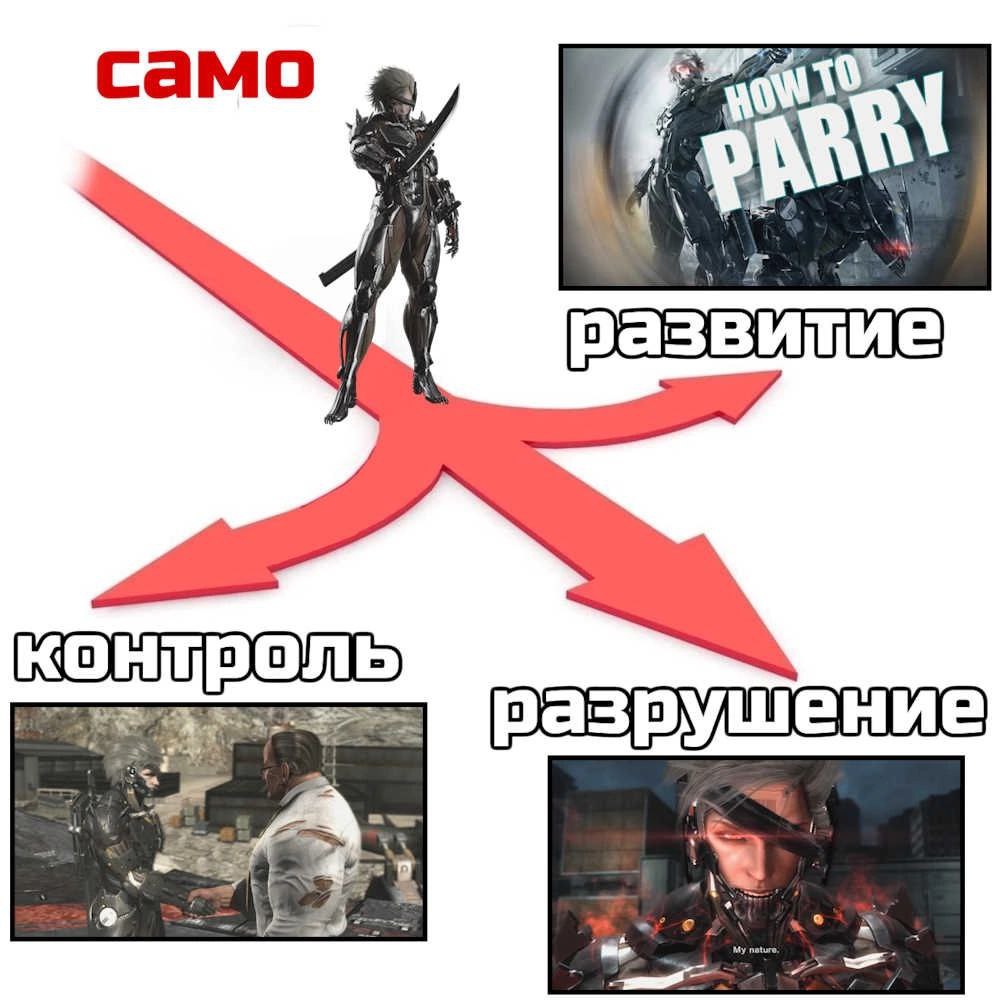 само
HOW TO
PARRY
развитие
контроль
разрушение
My nature.